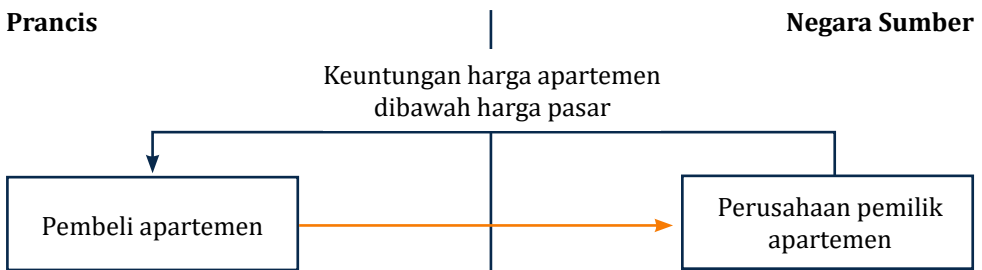 Prancis
Negara Sumber
Keuntungan harga apartemen
dibawah harga pasar
Pembeli apartemen
Perusahaan pemilik
apartemen